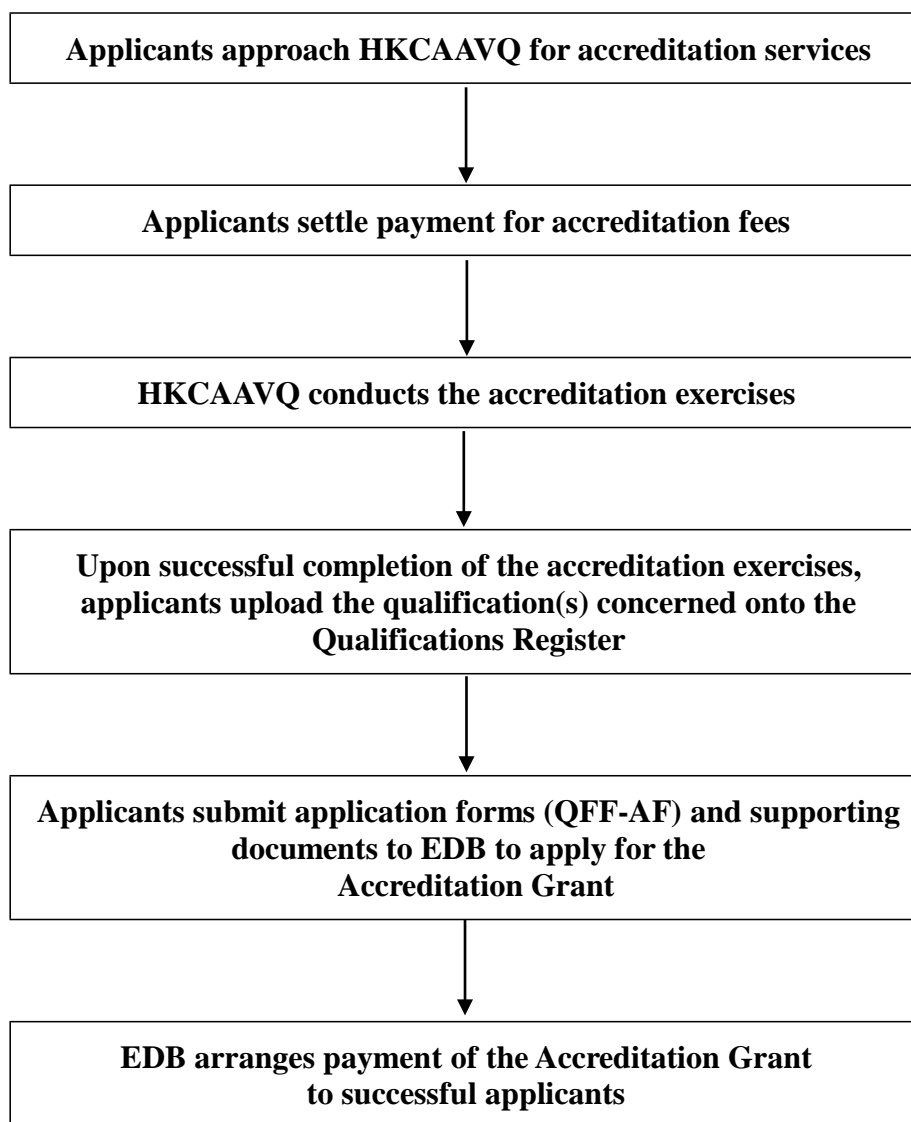 Applicants approach HKCAAVQ for accreditation services
Applicants settle payment for accreditation fees
HKCAAVQ conducts the accreditation exercises
Upon successful completion of the accreditation exercises,
applicants upload the qualification(s) concerned onto the
Qualifications Register
Applicants submit application forms (QFF-AF) and supporting
documents to EDB to apply for the
Accreditation Grant
EDB arranges payment of the Accreditation Grant
to successful applicants